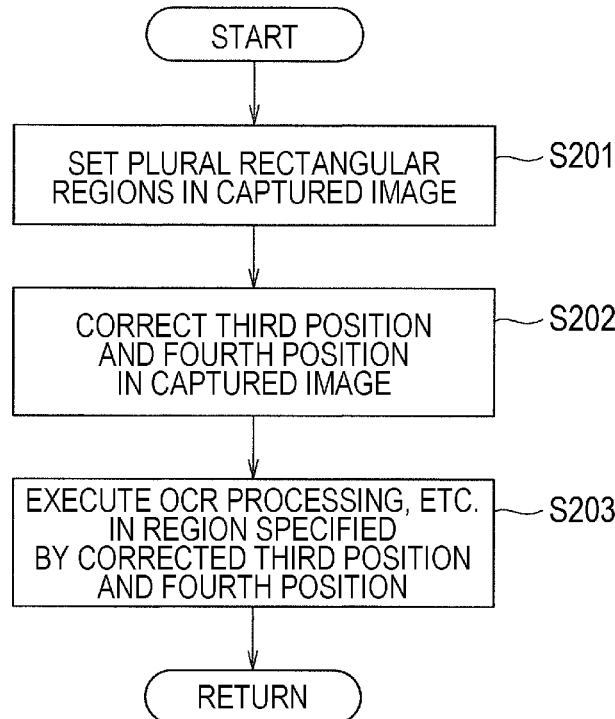 START
SET PLURAL RECTANGULAR
REGIONS IN CAPTURED IMAGE
S201
CORRECT THIRD POSITION
AND FOURTH POSITION
IN CAPTURED IMAGE
S202
EXECUTE OCR PROCESSING, ETC.
IN REGION SPECIFIED
BY CORRECTED THIRD POSITION
AND FOURTH POSITION
S203
RETURN